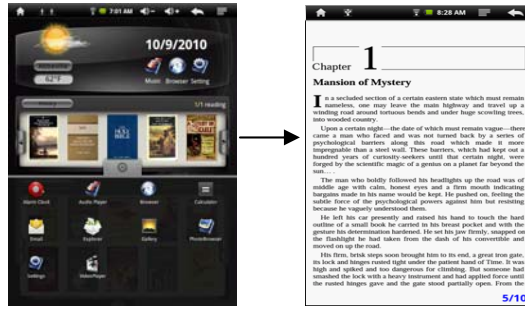 7:01 AM
10/9/2010
62°F
Music Browser Setting
1/1 reading
HOLY
BIBLE
Alarm Clock Audio Player Browser Calculator
Email Explorer Gallery PhotoBrowser
Settings VideoPlayer
8:28 AM
Chapter 1
Mansion of Mystery
In a secluded section of a certain eastern state which must remain
nameless, one may leave the main highway and travel up a
winding road around tortuous bends and under huge scowling trees,
into wooded country.
Upon a certain night—the date of which must remain vague—there
came a man who faced and was not turned back by a series of
psychological barriers along this road which made it more
impregnable than a steel wall. These barriers, which had kept out a
hundred years of curiosity-seekers until that certain night, were
forged by the scientific magic of a genius on a planet far beyond the
sun.. . .
The man who boldly followed his headlights up the road was of
middle age with calm, honest eyes and a firm mouth indicating
bargains made in his name would be kept. He pushed on, feeling the
subtle force of the psychological powers against him but resisting
because he vaguely understood them.
He left his car presently and raised his hand to touch the hard
outline of a small book he carried in his breast pocket and with the
gesture his determination hardened. He set his jaw firmly, snapped on
the flashlight he had taken from the dash of his convertible and
moved on up the road.
His firm, brisk steps soon brought him to its end, a great iron gate,
its lock and hinges rusted tight under the patient hand of Time. It was
high and spiked and too dangerous for climbing. But someone had
smashed the lock with a heavy instrument and had applied force until
the rusted hinges gave and the gate stood partially open. From the
5/10